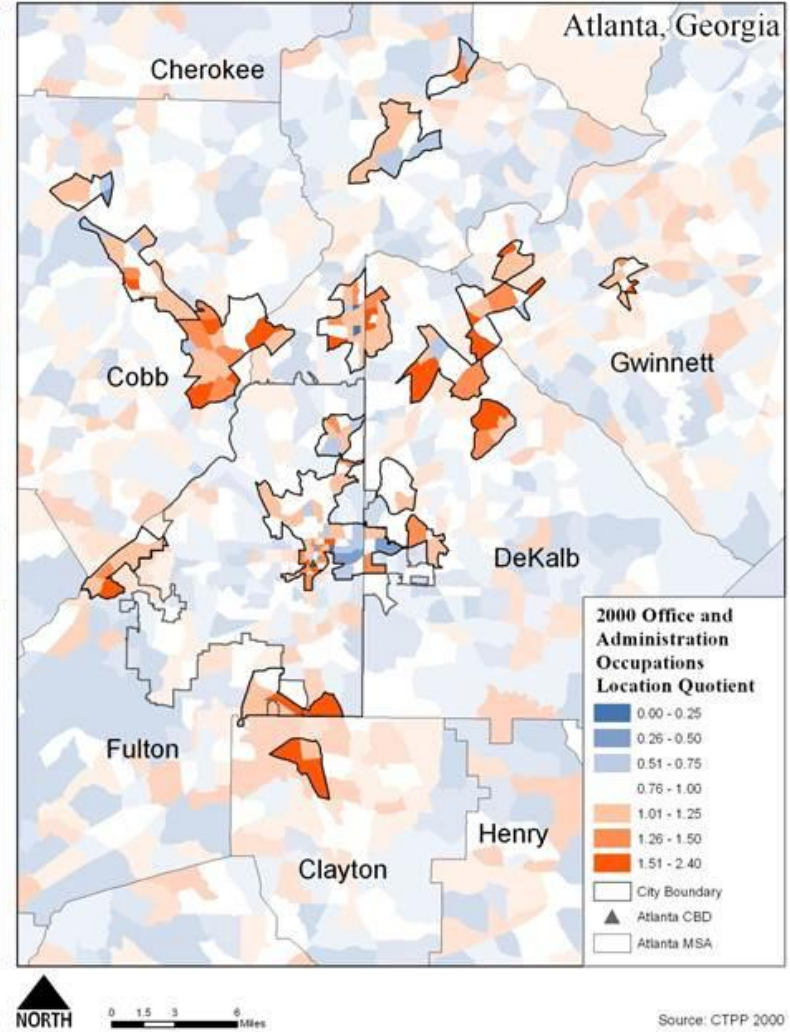 Atlanta, Georgia
Cherokee
Cobb
Gwinnett
DeKalb
2000 Office and
Administration
Occupations
Location Quotient
0.00 - 0.25
0.26 - 0.50
0.51 - 0.75
0.76 - 1.00
1.01 - 1.25
1.26 - 1.50
1.51 - 2.40
City Boundary
Atlanta CBD
Atlanta MSA
Fulton
Henry
Clayton
NORTH
0 1.5 3 6
Miles
Source: CTPP 2000